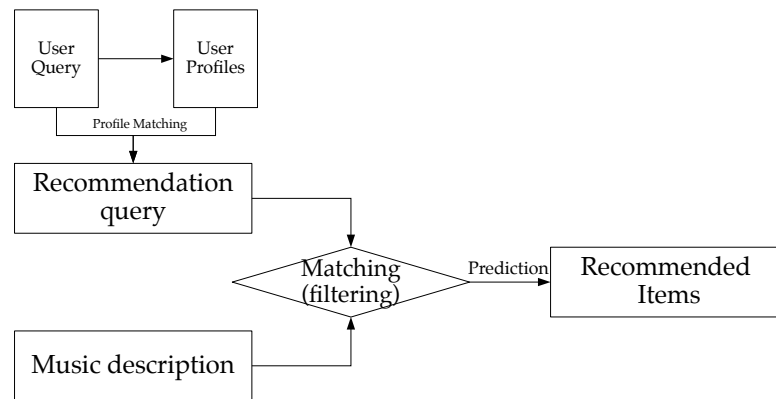 User
Query
User
Profiles
Profile Matching
Recommendation
query
Matching
(filtering)
Prediction
Recommended
Items
Music description